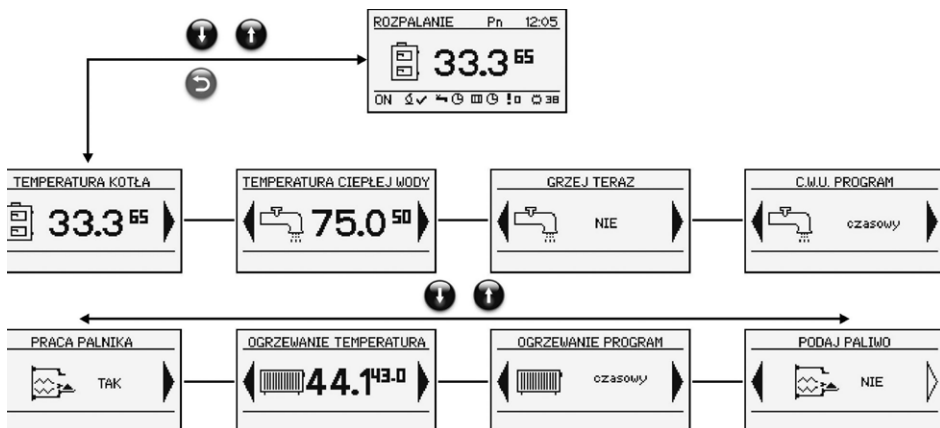 ROZPALANIE Pn 12:05
33.3 65
ON 38
TEMPERATURA KOTŁA
33.3 65
TEMPERATURA CIEPŁEJ WODY
75.0 50
GRZEJ TERAZ
NIE
C.W.U. PROGRAM
czasowy
PRACA PALNIKA
TAK
OGRZEWANIE TEMPERATURA
44.1 43.0
OGRZEWANIE PROGRAM
czasowy
PODAJ PALIWO
NIE